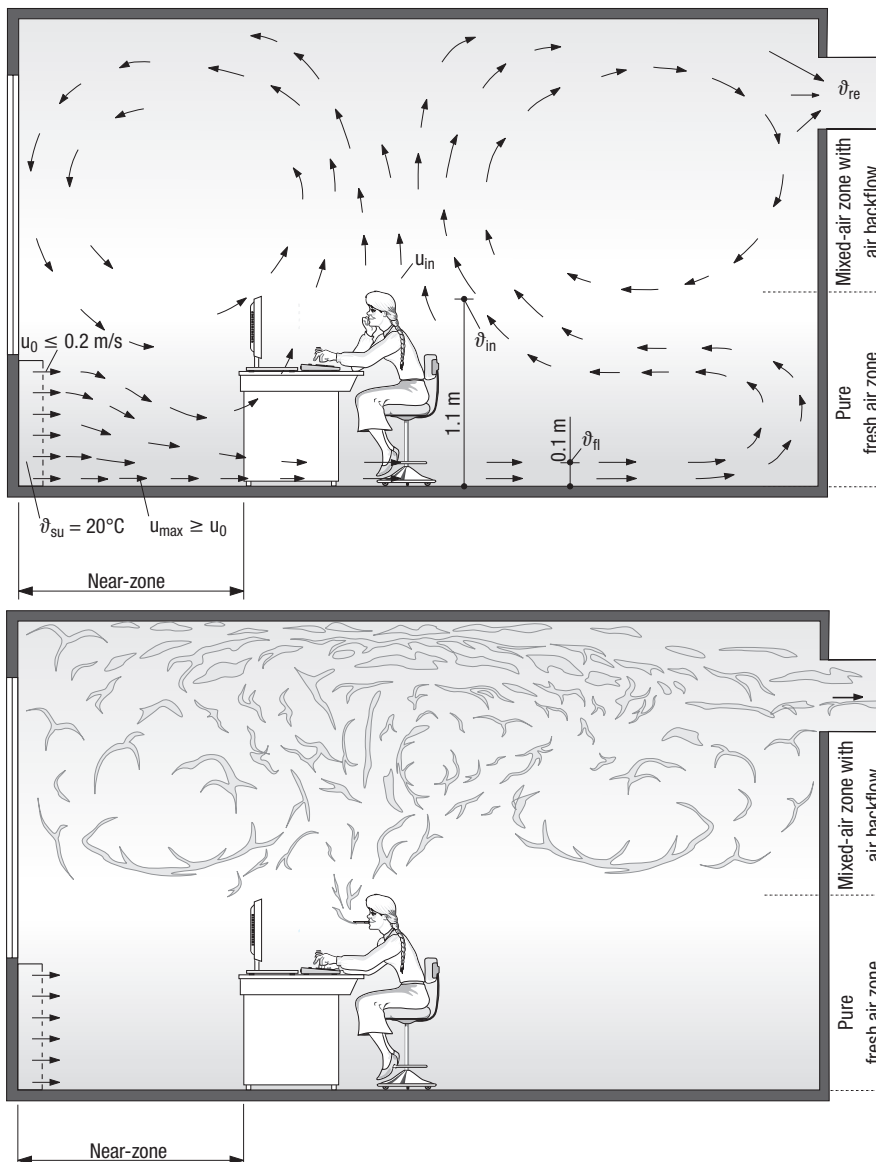 ϑre
Mixed-air zone with
air backflow
uin
u0 ≤ 0.2 m/s
ϑin
1.1 m
0.1 m
ϑfl
Pure
fresh air zone
ϑsu = 20°C
umax ≥ u0
Near-zone
Mixed-air zone with
air backflow
Pure
fresh air zone
Near-zone